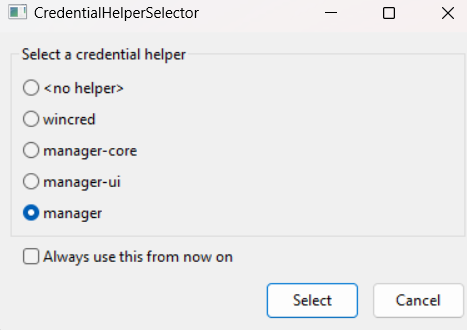 CredentialHelperSelector
Select a credential helper
<no helper>
wincred
manager-core
manager-ui
manager
Always use this from now on
Select
Cancel